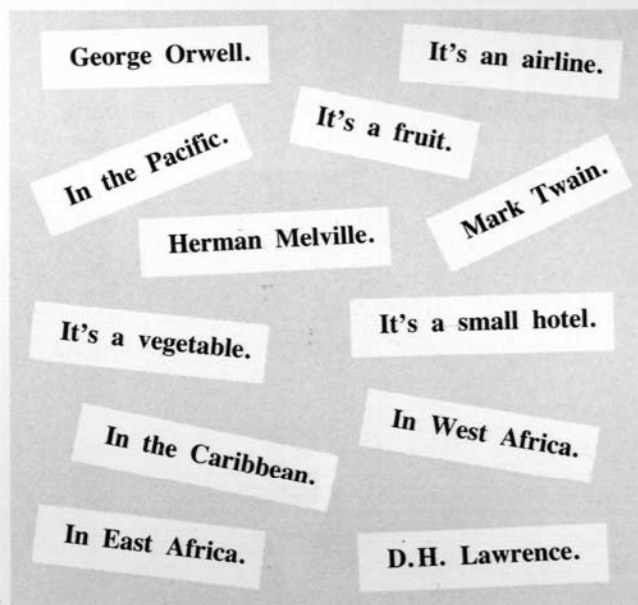 George Orwell.
It's an airline.
It's a fruit.
In the Pacific.
Mark Twain.
Herman Melville.
It's a vegetable.
It's a small hotel.
In the Caribbean.
In West Africa.
In East Africa.
D.H. Lawrence.